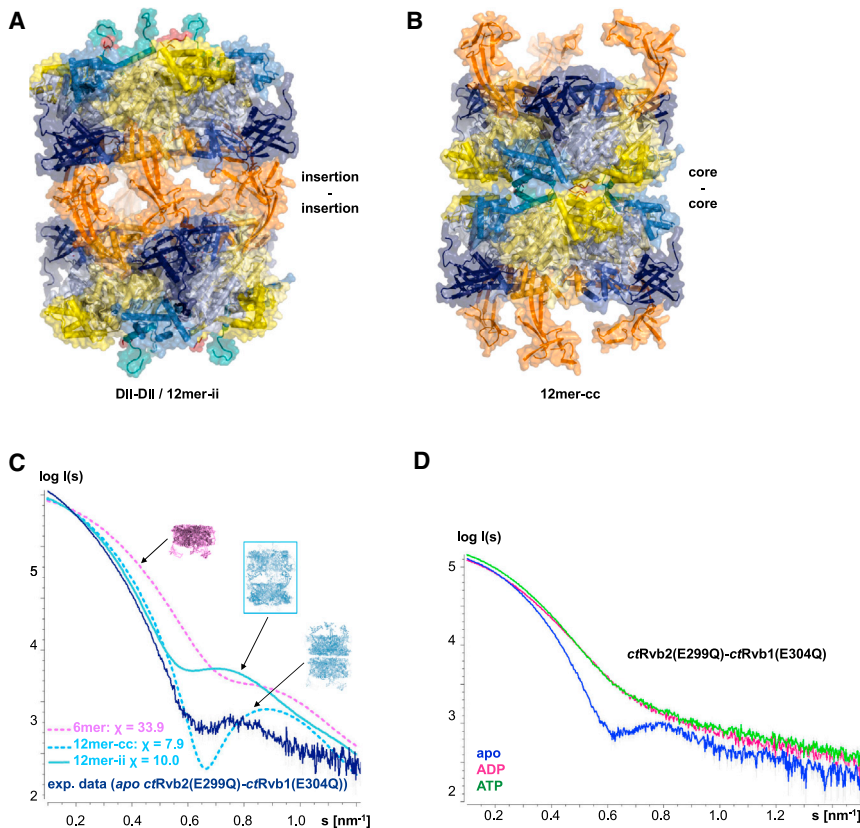 A
B
insertion
-
insertion
core
-
core
DII-DII / 12mer-ii
12mer-cc
C
D
log I(s)
5
4
3
2
6mer: χ = 33.9
12mer-cc: χ = 7.9
12mer-ii χ = 10.0
exp. data (apo ctRvb2(E299Q)-ctRvb1(E304Q))
0.2 0.4 0.6 0.8 1.0 s [nm⁻¹]
log I(s)
5
4
3
2
ctRvb2(E299Q)-ctRvb1(E304Q)
apo
ADP
ATP
0.2 0.4 0.6 0.8 1.0 1.2 s [nm⁻¹]